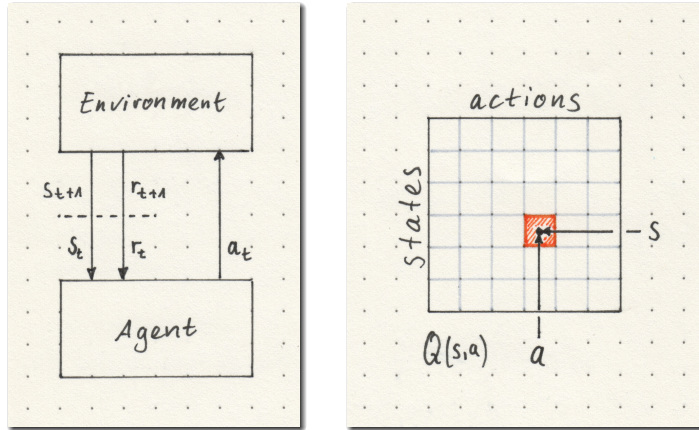 Environment
St+1 rt+1
St rt at
Agent
actions
states
S
Q(s,a) a